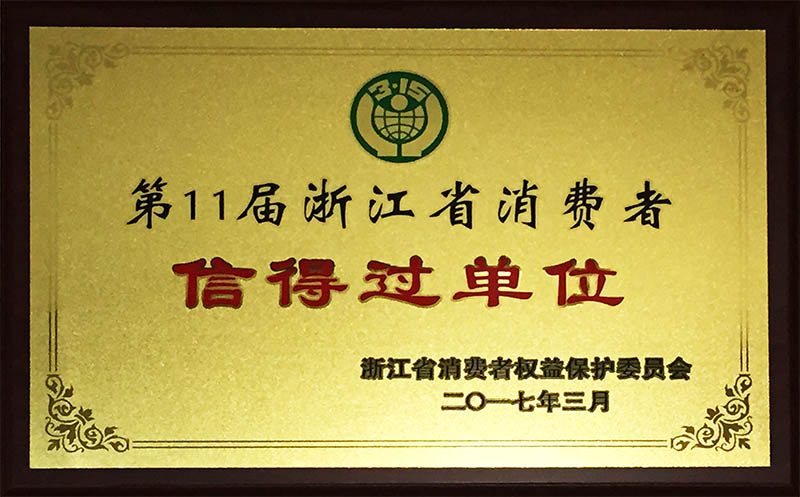 3·15
第11届浙江省消费者
信得过单位
浙江省消费者权益保护委员会
二〇一七年三月